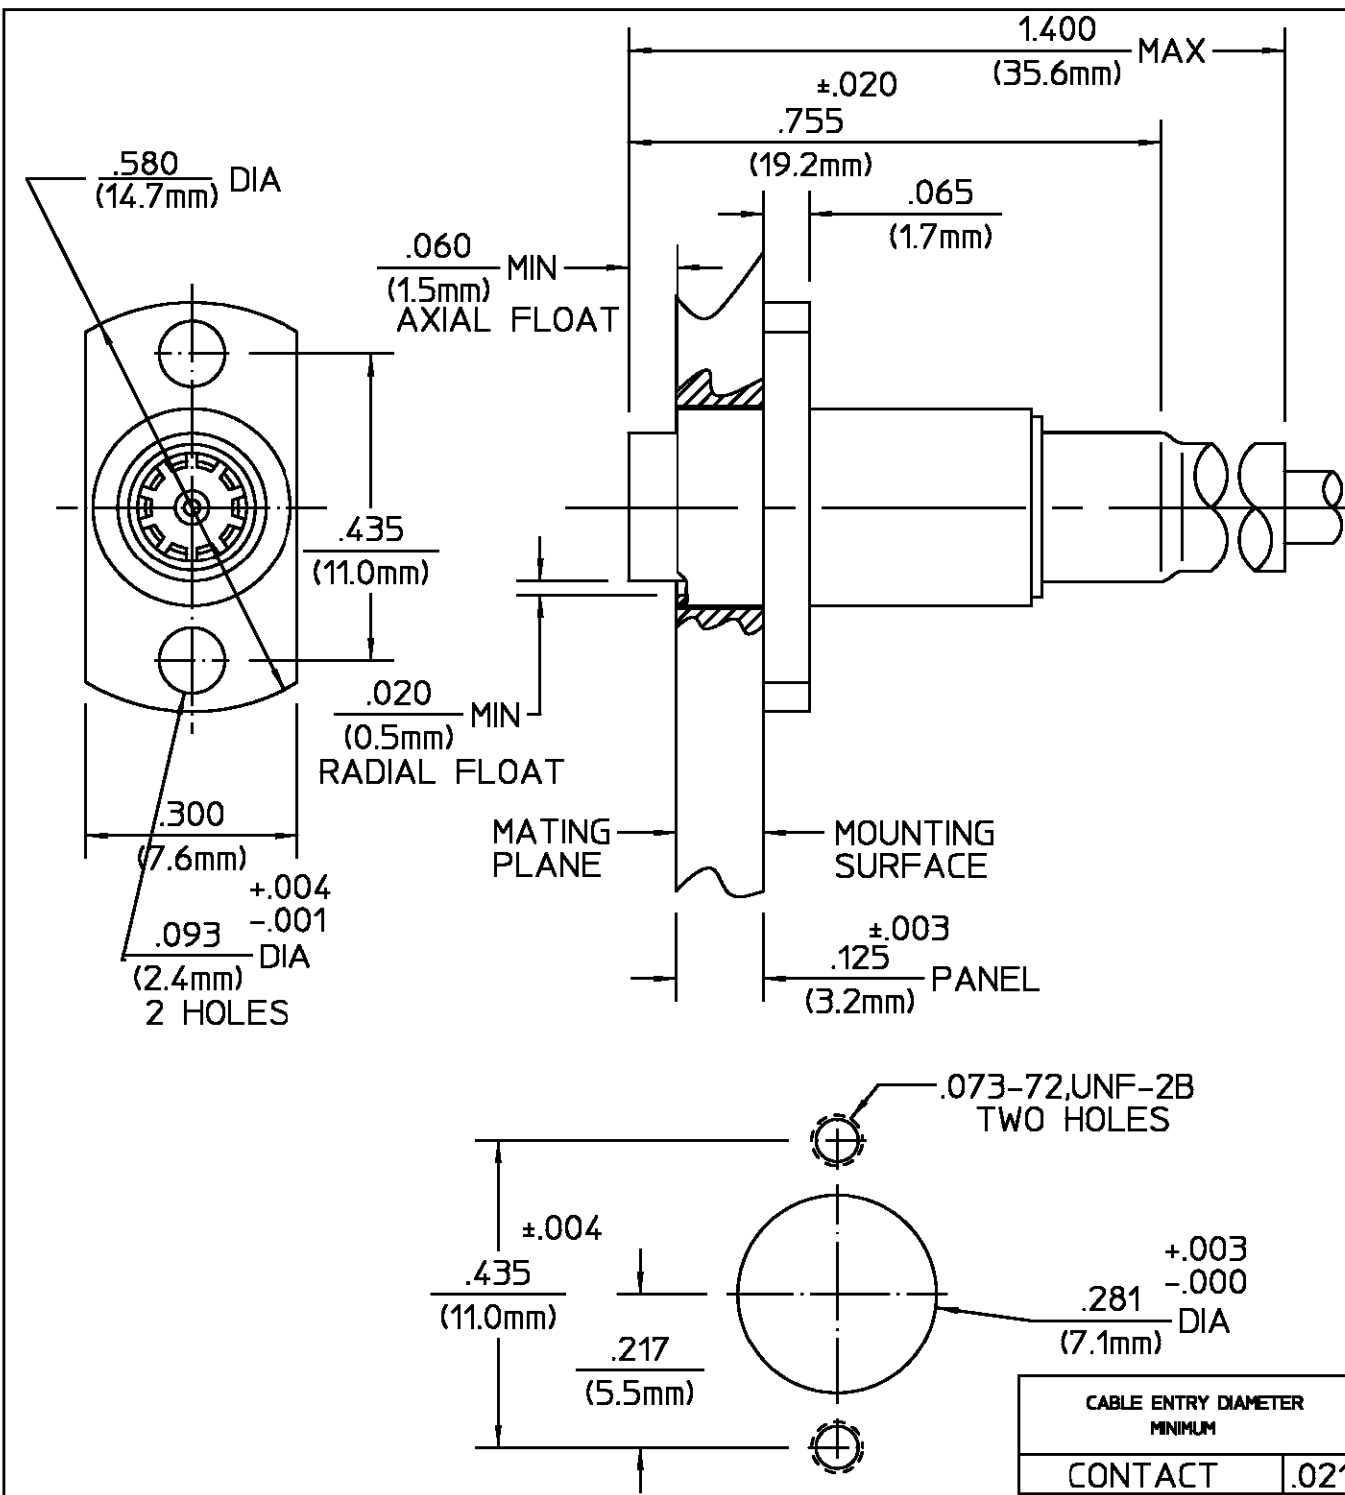 1.400
(35.6mm)
MAX
±.020
.755
(19.2mm)
.580
(14.7mm)
DIA
.065
(1.7mm)
.060
(1.5mm)
MIN
AXIAL FLOAT
.435
(11.0mm)
.020
(0.5mm)
MIN
RADIAL FLOAT
.300
(7.6mm)
MATING
PLANE
MOUNTING
SURFACE
+.004
-.001
.093
(2.4mm)
DIA
2 HOLES
±.003
.125
(3.2mm)
PANEL
.073-72,UNF-2B
TWO HOLES
±.004
.435
(11.0mm)
+.003
-.000
.281
(7.1mm)
DIA
.217
(5.5mm)
CABLE ENTRY DIAMETER
MINIMUM
CONTACT